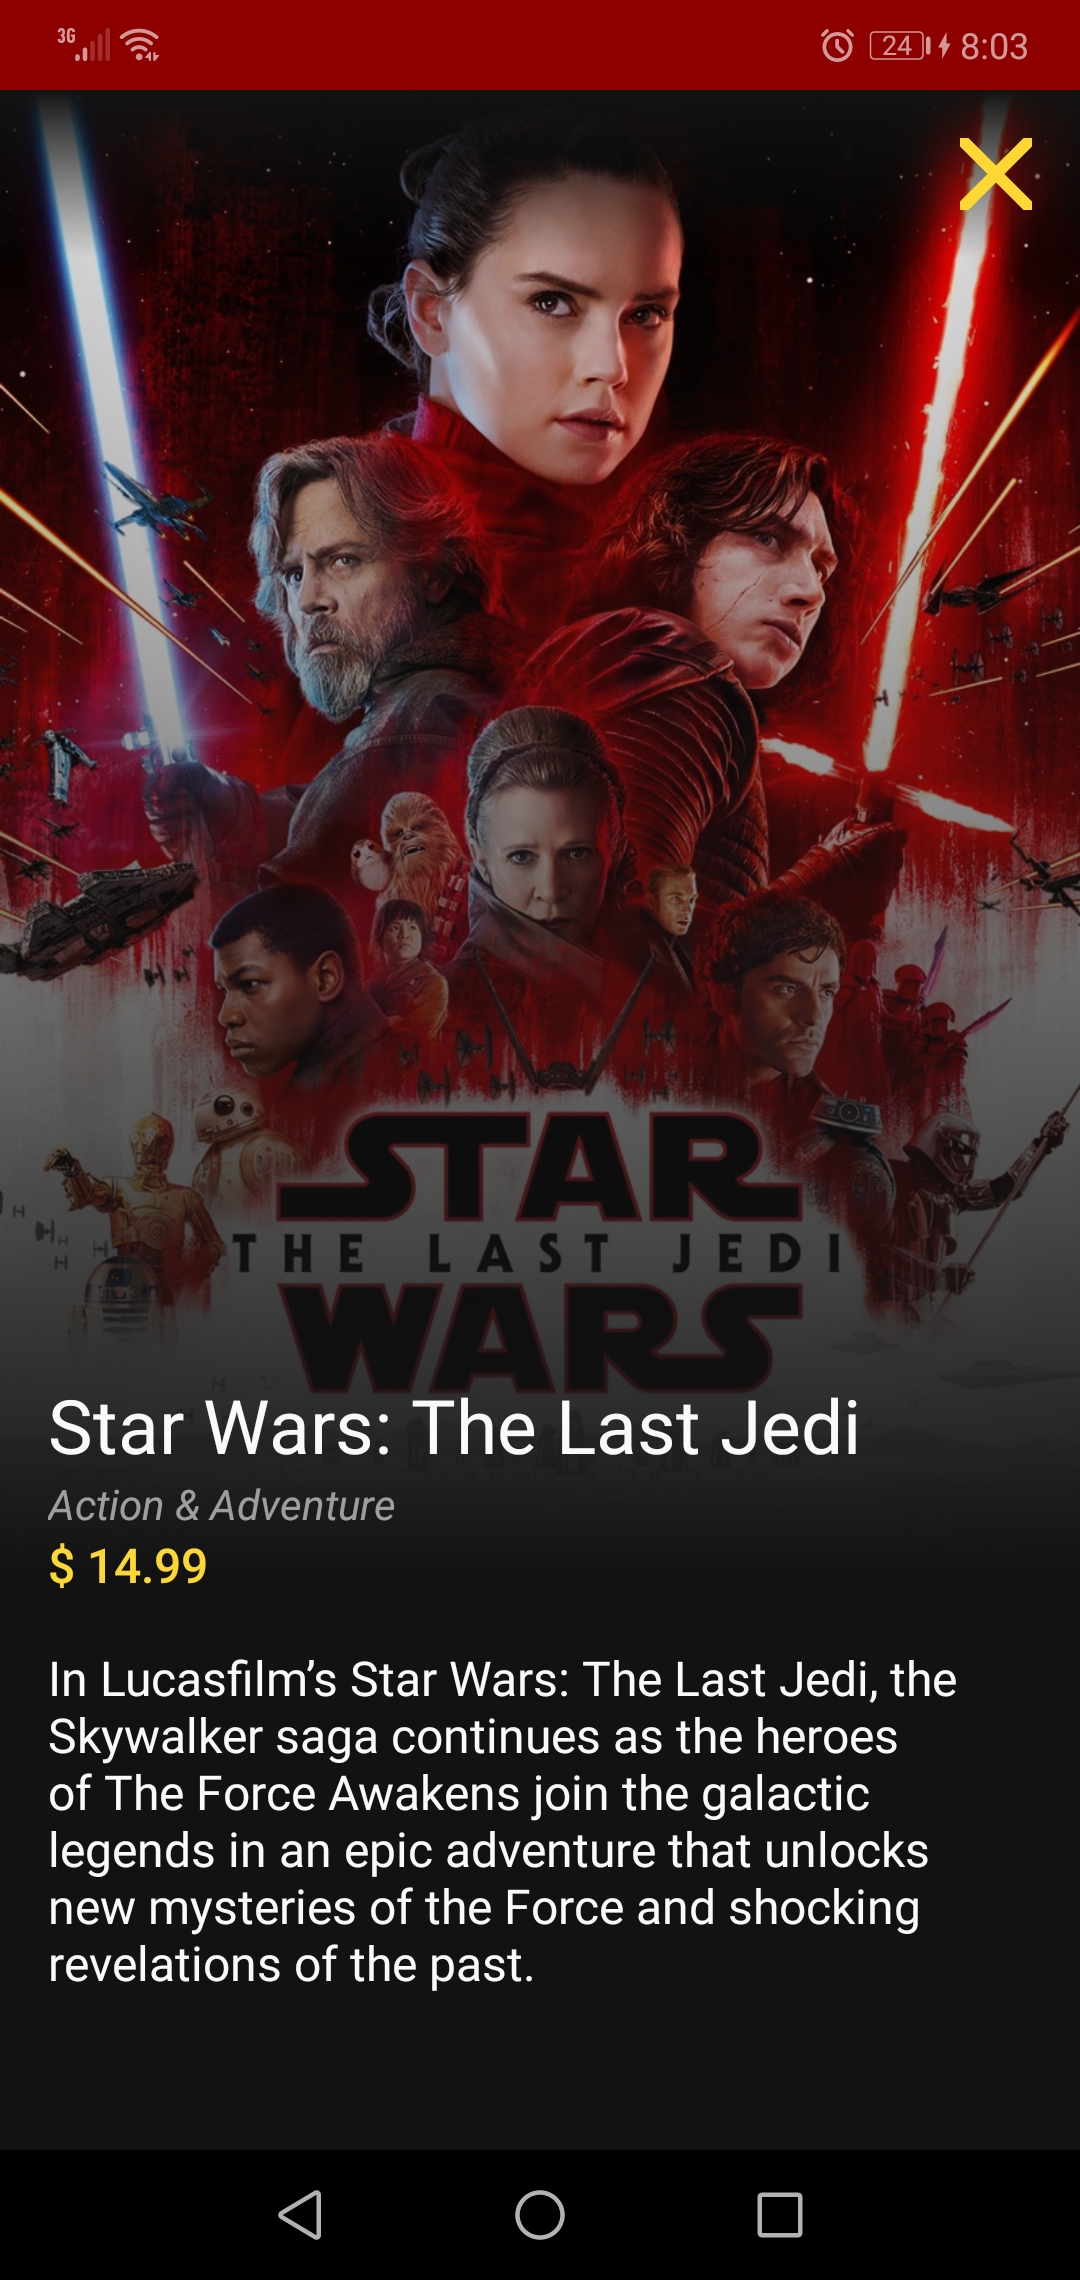 3G
24
8:03
STAR
THE LAST JEDI
WARS
Star Wars: The Last Jedi
Action & Adventure
$ 14.99
In Lucasfilm’s Star Wars: The Last Jedi, the
Skywalker saga continues as the heroes
of The Force Awakens join the galactic
legends in an epic adventure that unlocks
new mysteries of the Force and shocking
revelations of the past.